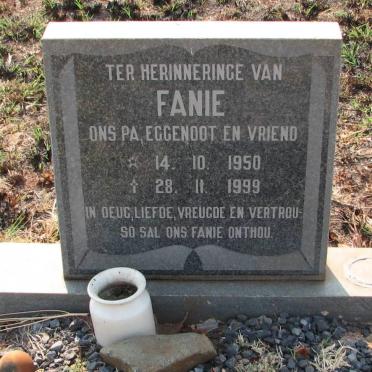 TER HERINNERINGE VAN
FANIE
ONS PA, EGGENOOT EN VRIEND
☆ 14. 10. 1950
† 28. 11. 1999
IN DEUG, LIEFDE, VREUGDE EN VERTROU-
SO SAL ONS FANIE ONTHOU.